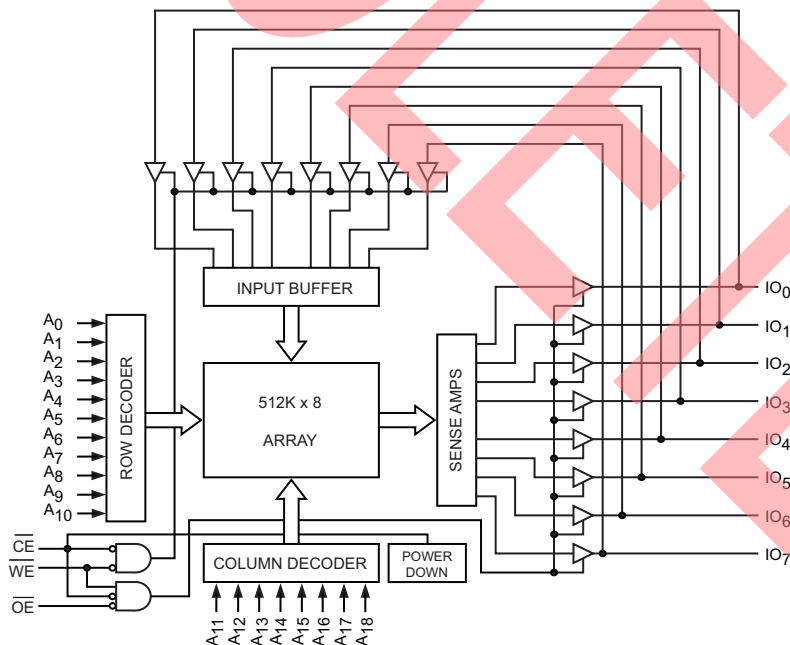 INPUT BUFFER
IO0
IO1
IO2
IO3
IO4
IO5
IO6
IO7
A0
A1
A2
A3
A4
A5
A6
A7
A8
A9
A10
ROW DECODER
512K x 8
ARRAY
SENSE AMPS
CE
WE
OE
COLUMN DECODER
POWER
DOWN
A11
A12
A13
A14
A15
A16
A17
A18